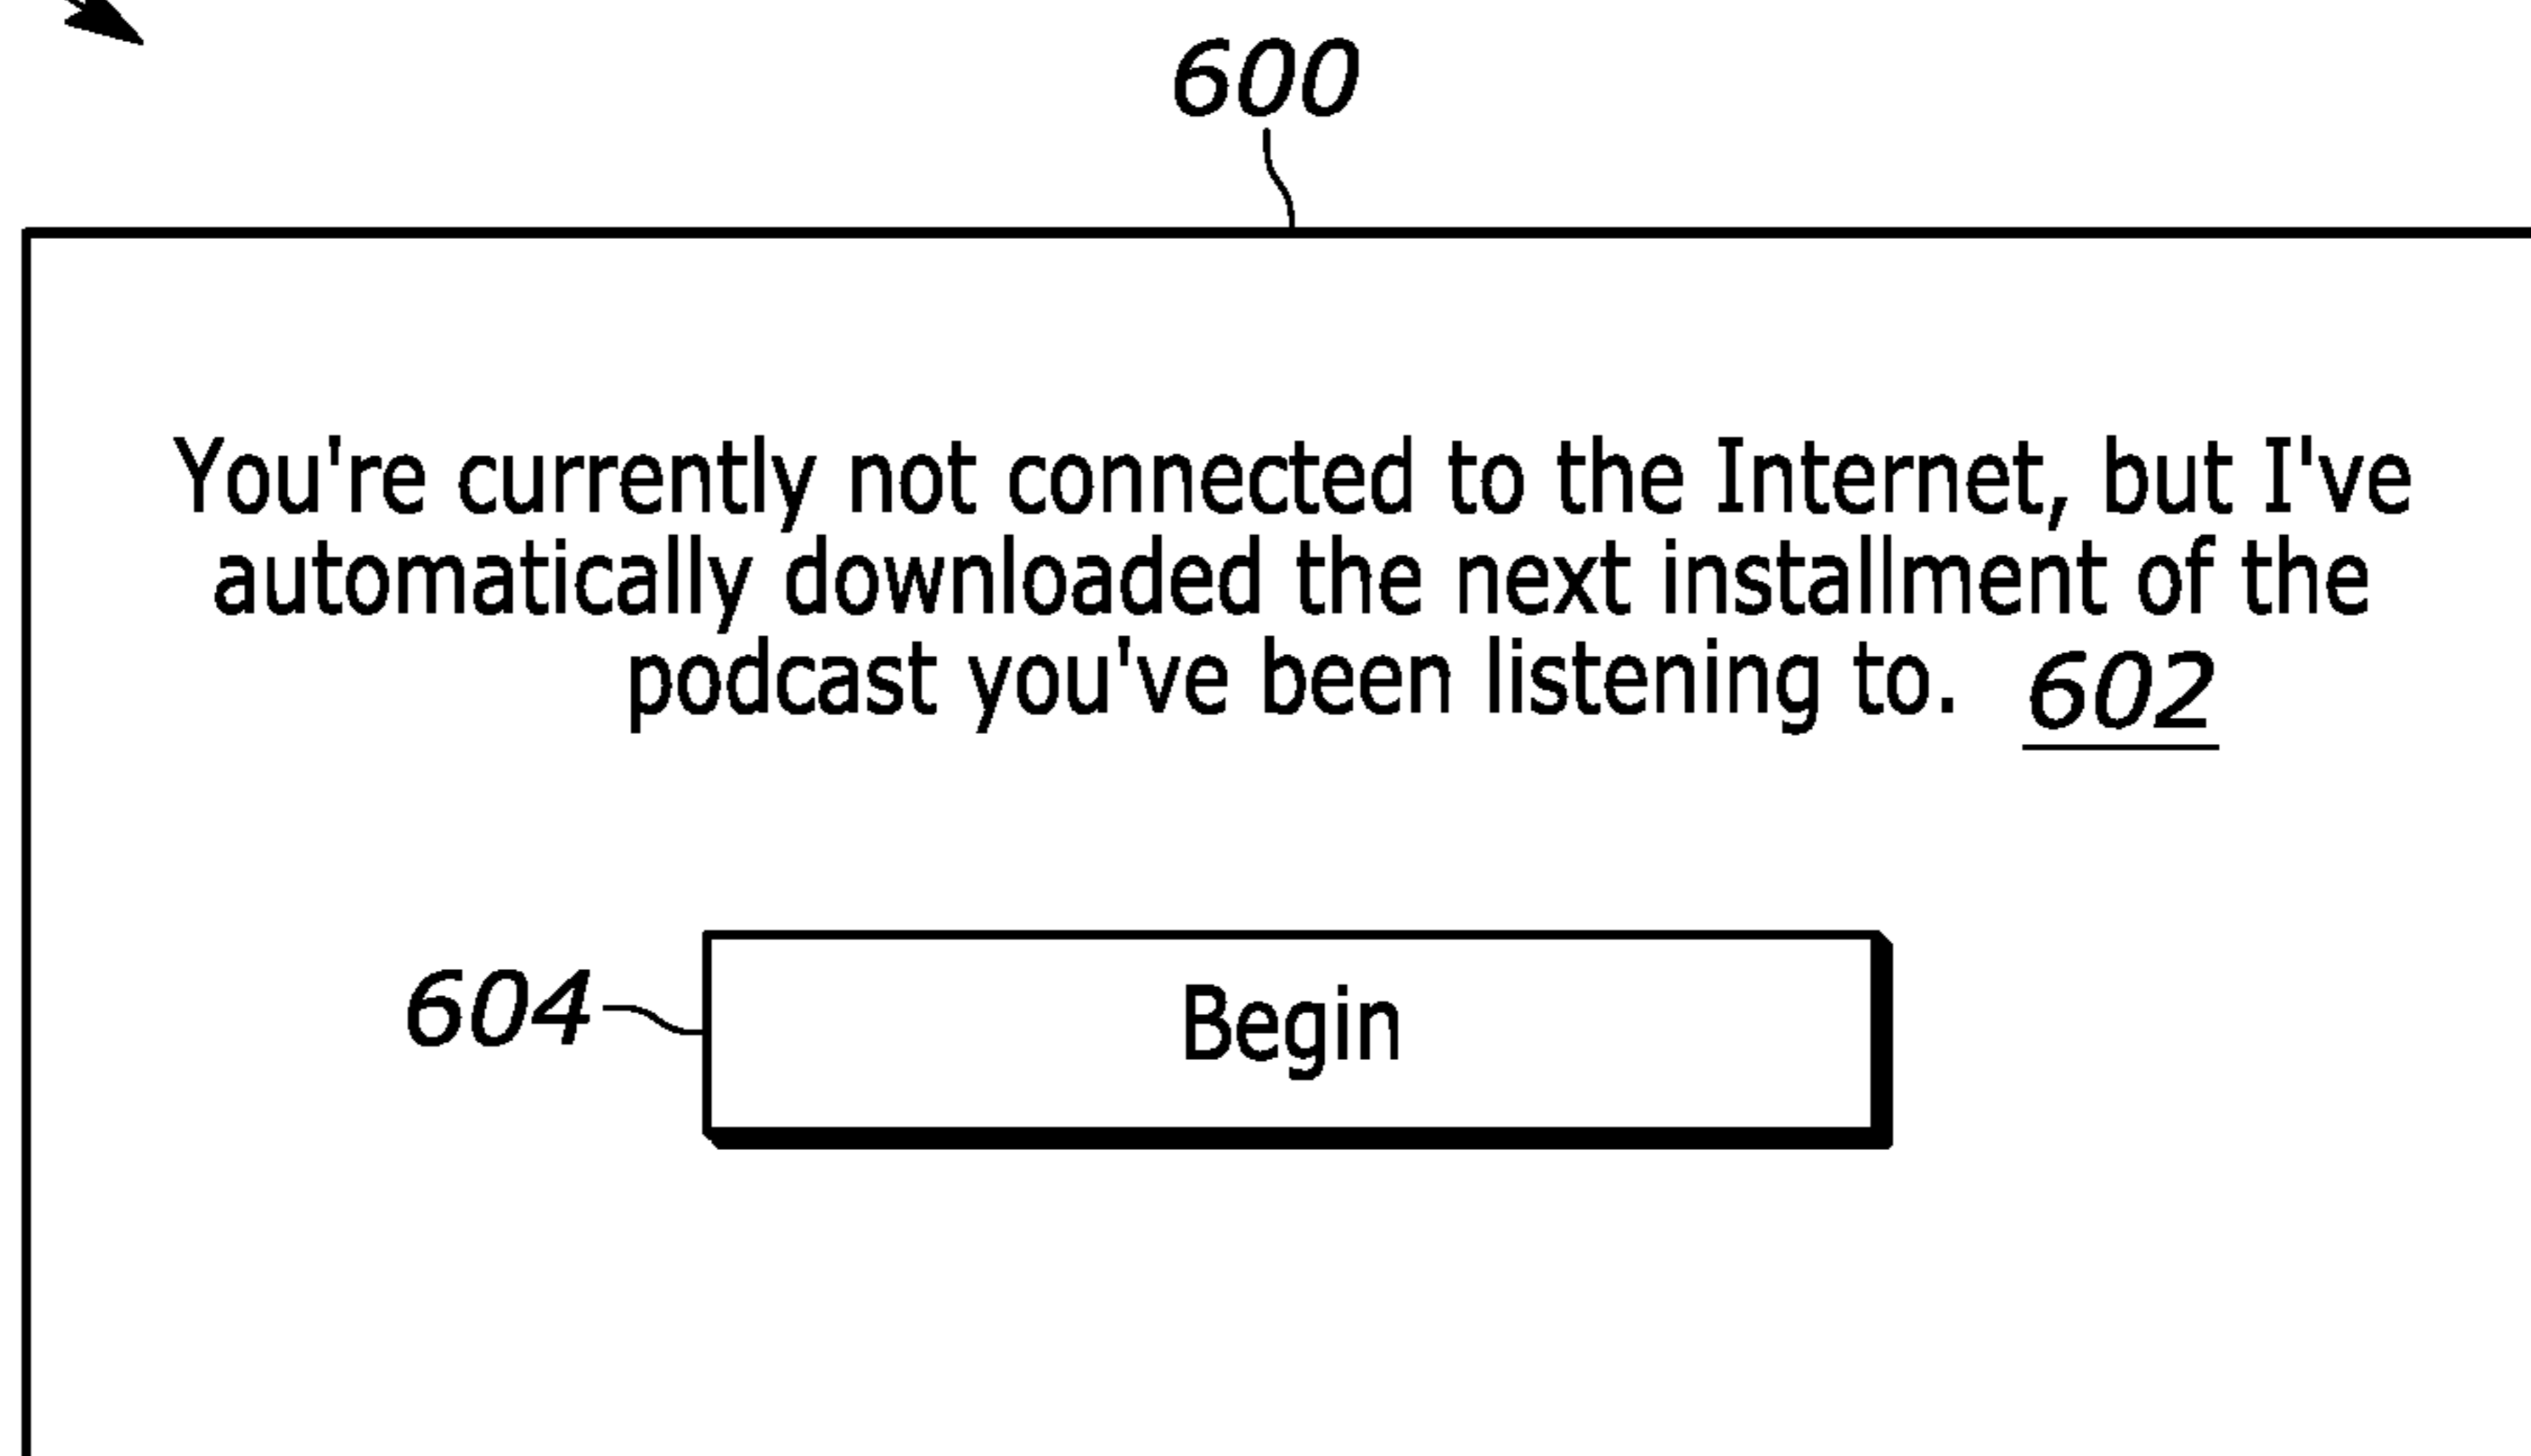 600
You're currently not connected to the Internet, but I've
automatically downloaded the next installment of the
podcast you've been listening to. 602
604 Begin